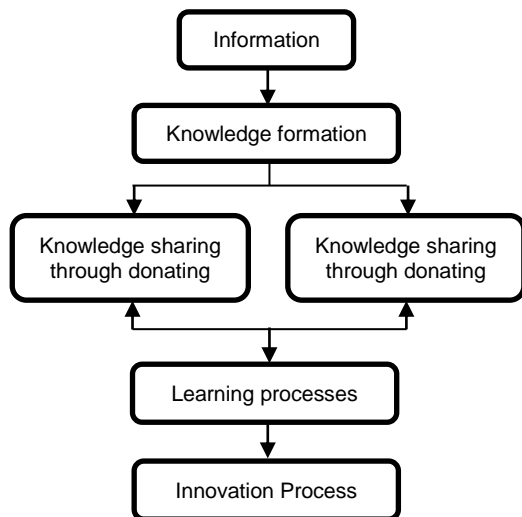 Information
Knowledge formation
Knowledge sharing
through donating
Knowledge sharing
through donating
Learning processes
Innovation Process